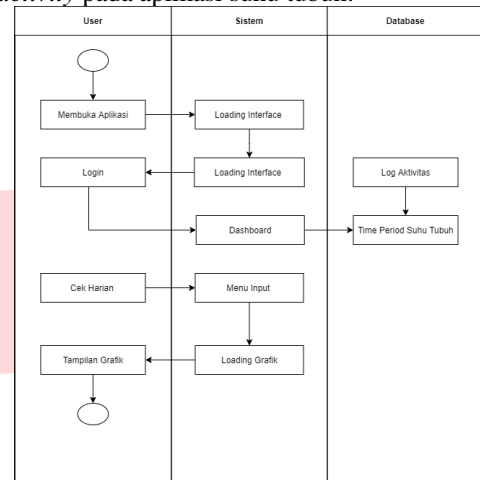 activity pada aplikasi suhu tubuh.
User Sistem Database
Membuka Aplikasi Loading Interface
Login Loading Interface Log Aktivitas
Dashboard Time Period Suhu Tubuh
Cek Harian Menu Input
Tampilan Grafik Loading Grafik